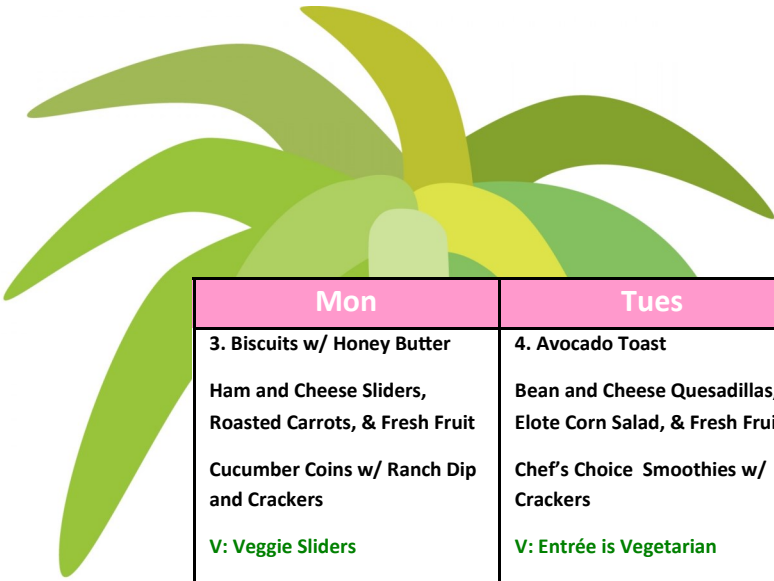 Mon
Tues
3. Biscuits w/ Honey Butter
Ham and Cheese Sliders,
Roasted Carrots, & Fresh Fruit
Cucumber Coins w/ Ranch Dip
and Crackers
V: Veggie Sliders
4. Avocado Toast
Bean and Cheese Quesadillas,
Elote Corn Salad, & Fresh Frui
Chef's Choice Smoothies w/
Crackers
V: Entrée is Vegetarian